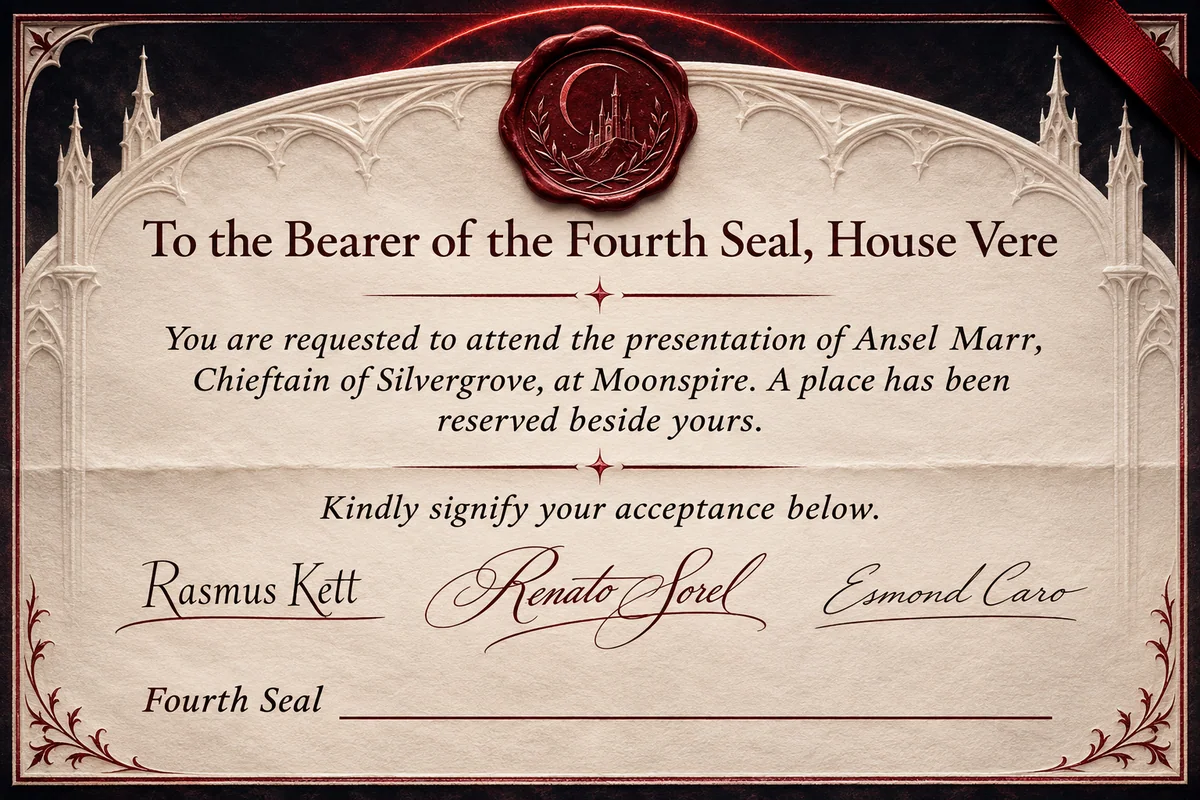 To the Bearer of the Fourth Seal, House Vere
You are requested to attend the presentation of Ansel Marr,
Chieftain of Silvergrove, at Moonspire. A place has been
reserved beside yours.
Kindly signify your acceptance below.
Rasmus Kett
Renato Sorel
Esmond Caro
Fourth Seal